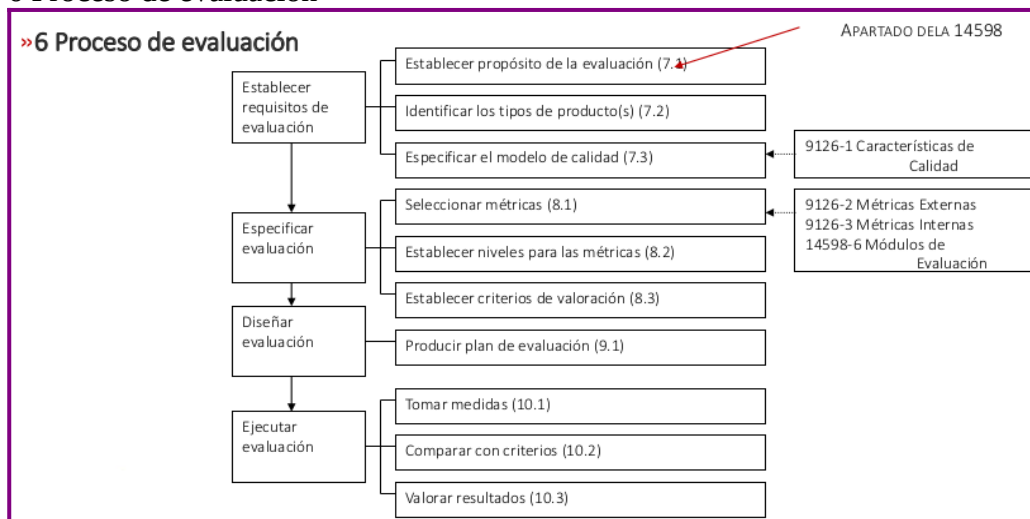 »6 Proceso de evaluación
APARTADO DELA 14598
Establecer
requisitos de
evaluación
Establecer propósito de la evaluación (7.1)
Identificar los tipos de producto(s) (7.2)
Especificar el modelo de calidad (7.3)
9126-1 Características de
Calidad
Especificar
evaluación
Seleccionar métricas (8.1)
Establecer niveles para las métricas (8.2)
Establecer criterios de valoración (8.3)
9126-2 Métricas Externas
9126-3 Métricas Internas
14598-6 Módulos de
Evaluación
Diseñar
evaluación
Producir plan de evaluación (9.1)
Ejecutar
evaluación
Tomar medidas (10.1)
Comparar con criterios (10.2)
Valorar resultados (10.3)